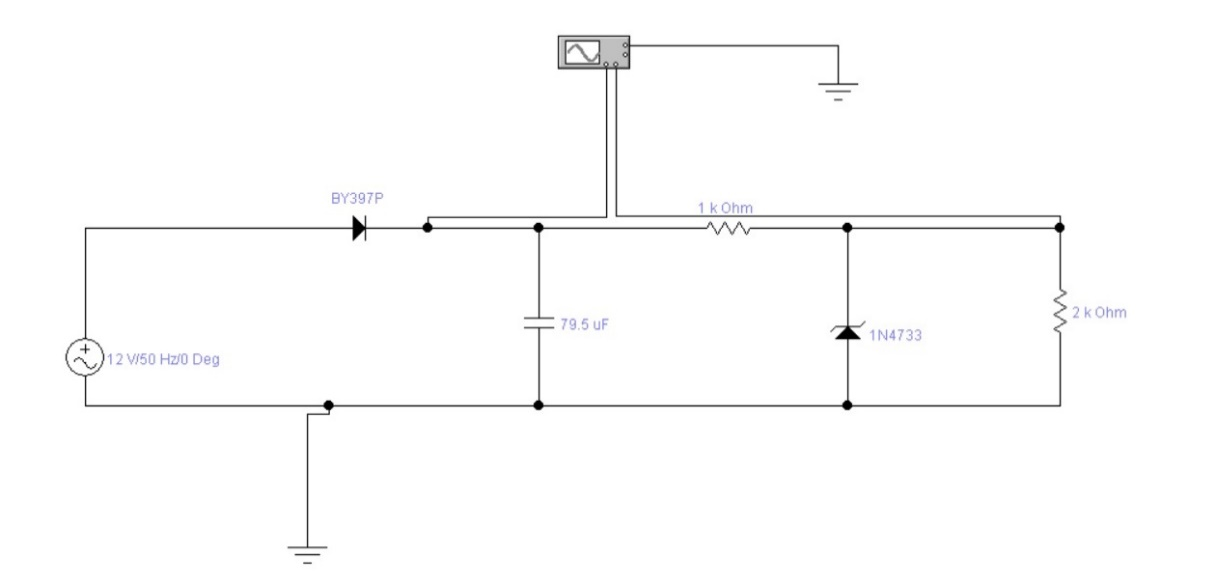 BY397P
1 k Ohm
79.5 uF
2 k Ohm
1N4733
12 V/50 Hz/0 Deg